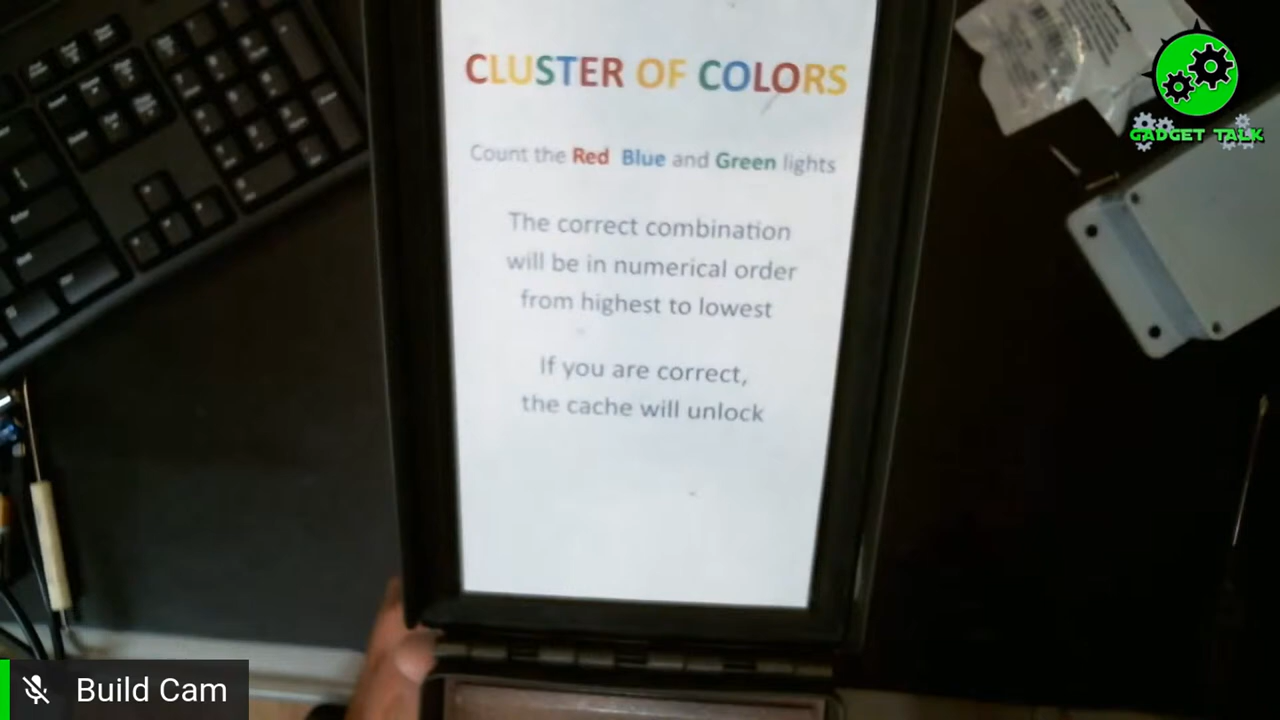 CLUSTER OF COLORS
Count the Red Blue and Green lights
The correct combination
will be in numerical order
from highest to lowest
If you are correct,
the cache will unlock
GADGET TALK
Build Cam